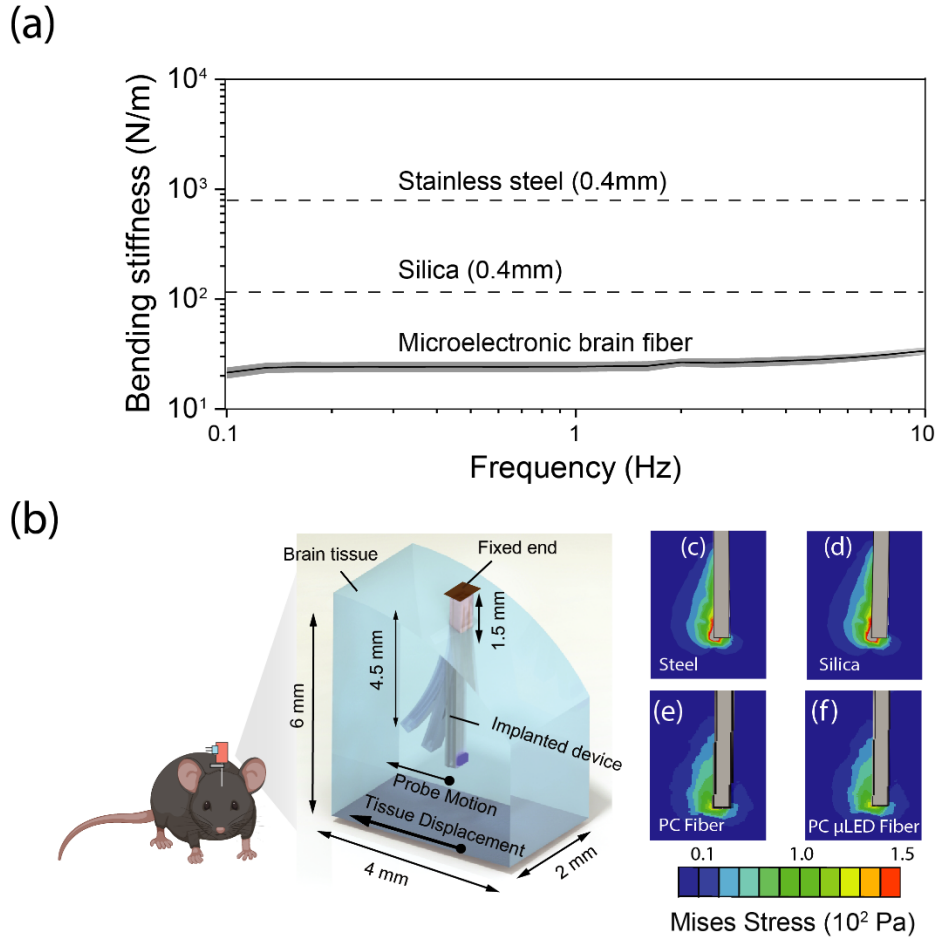 (a)
Bending stiffness (N/m)
10⁴
10³
10²
10¹
Stainless steel (0.4mm)
Silica (0.4mm)
Microelectronic brain fiber
0.1
1
10
Frequency (Hz)
(b)
Brain tissue
Fixed end
1.5 mm
4.5 mm
6 mm
Implanted device
Probe Motion
Tissue Displacement
4 mm
2 mm
(c)
Steel
(d)
Silica
(e)
PC Fiber
(f)
PC µLED Fiber
0.1
1.0
1.5
Mises Stress (10² Pa)